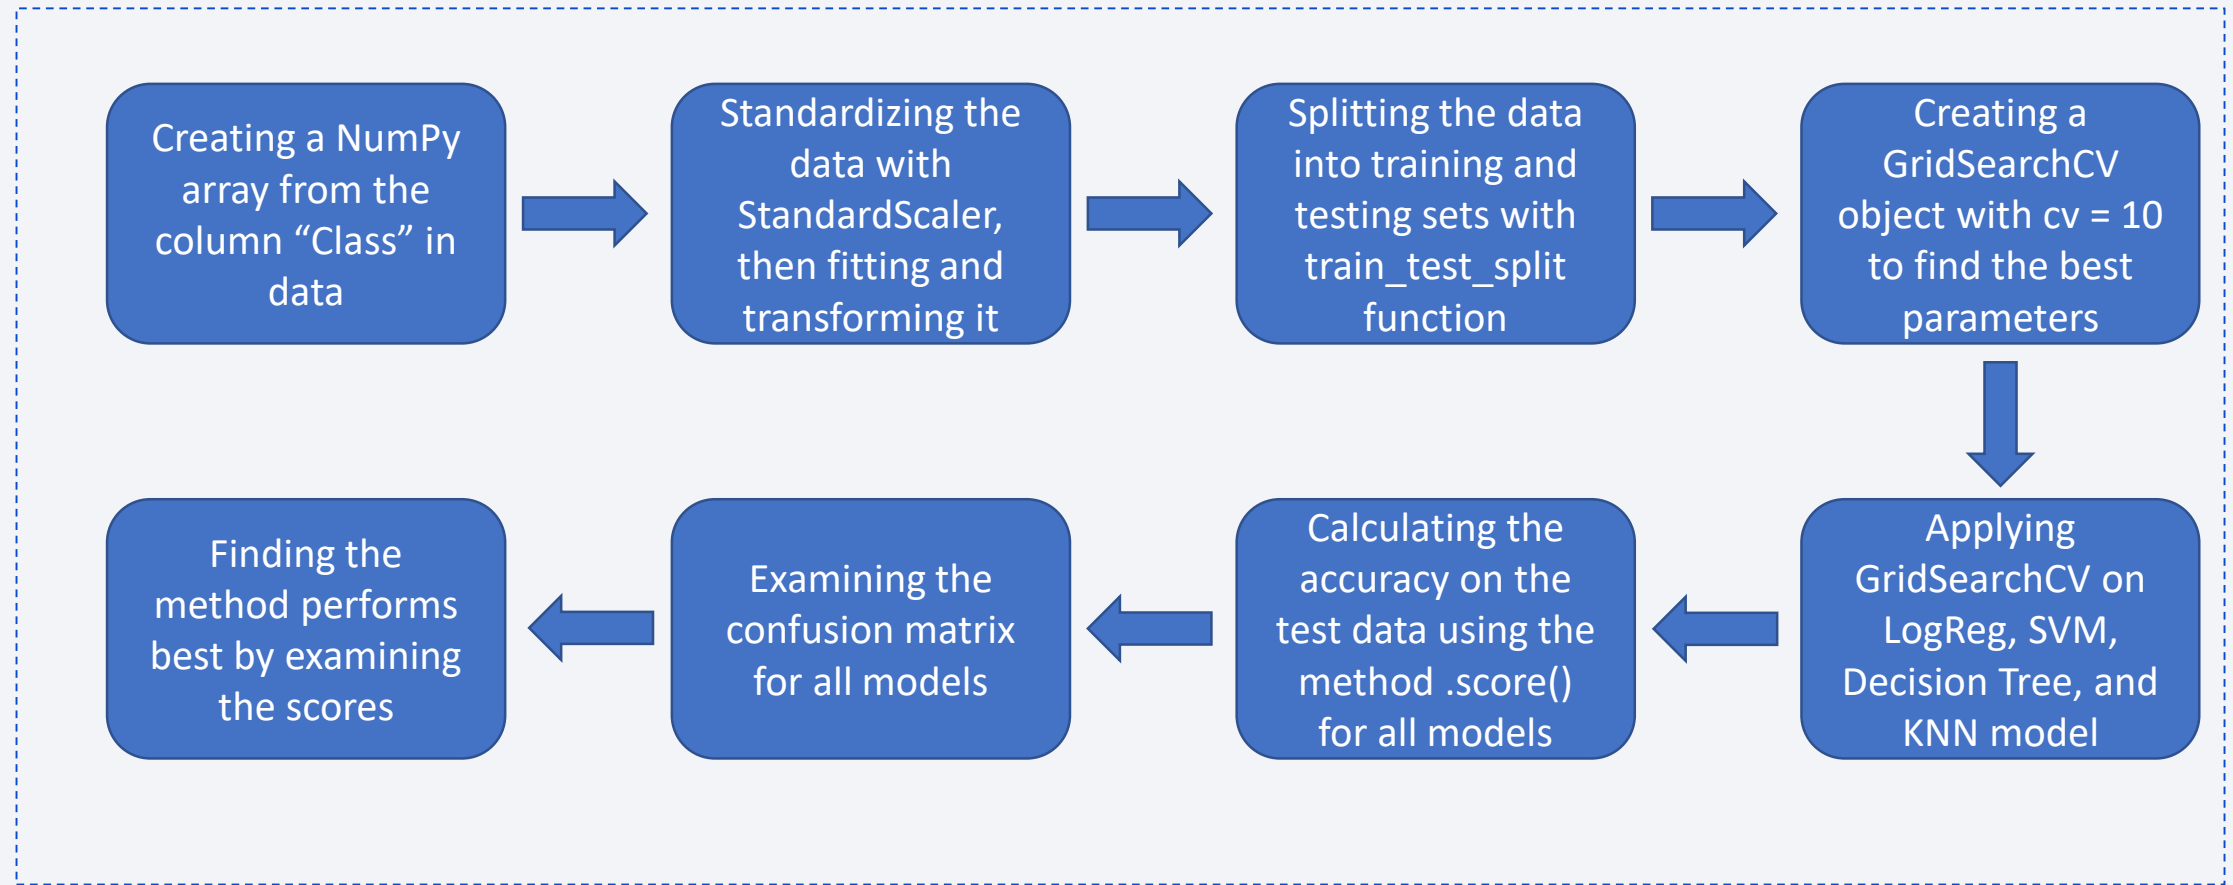 Creating a NumPy
array from the
column “Class” in
data
Standardizing the
data with
StandardScaler,
then fitting and
transforming it
Splitting the data
into training and
testing sets with
train_test_split
function
Creating a
GridSearchCV
object with cv = 10
to find the best
parameters
Applying
GridSearchCV on
LogReg, SVM,
Decision Tree, and
KNN model
Calculating the
accuracy on the
test data using the
method .score()
for all models
Examining the
confusion matrix
for all models
Finding the
method performs
best by examining
the scores